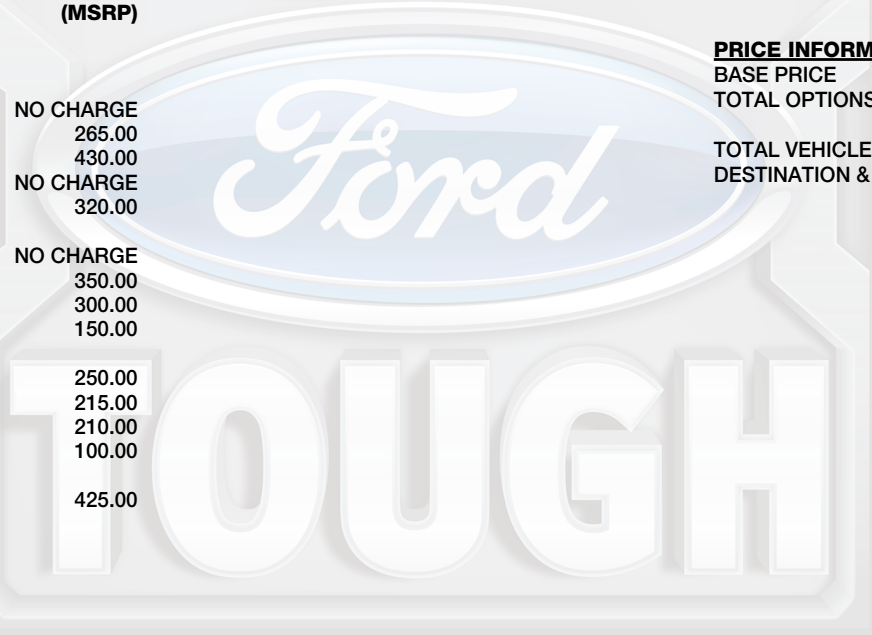 (MSRP)
NO CHARGE
265.00
430.00
NO CHARGE
320.00
NO CHARGE
350.00
300.00
150.00
250.00
215.00
210.00
100.00
425.00
PRICE INFORM
BASE PRICE
TOTAL OPTIONS
TOTAL VEHICLE
DESTINATION &
Ford
TOUGH